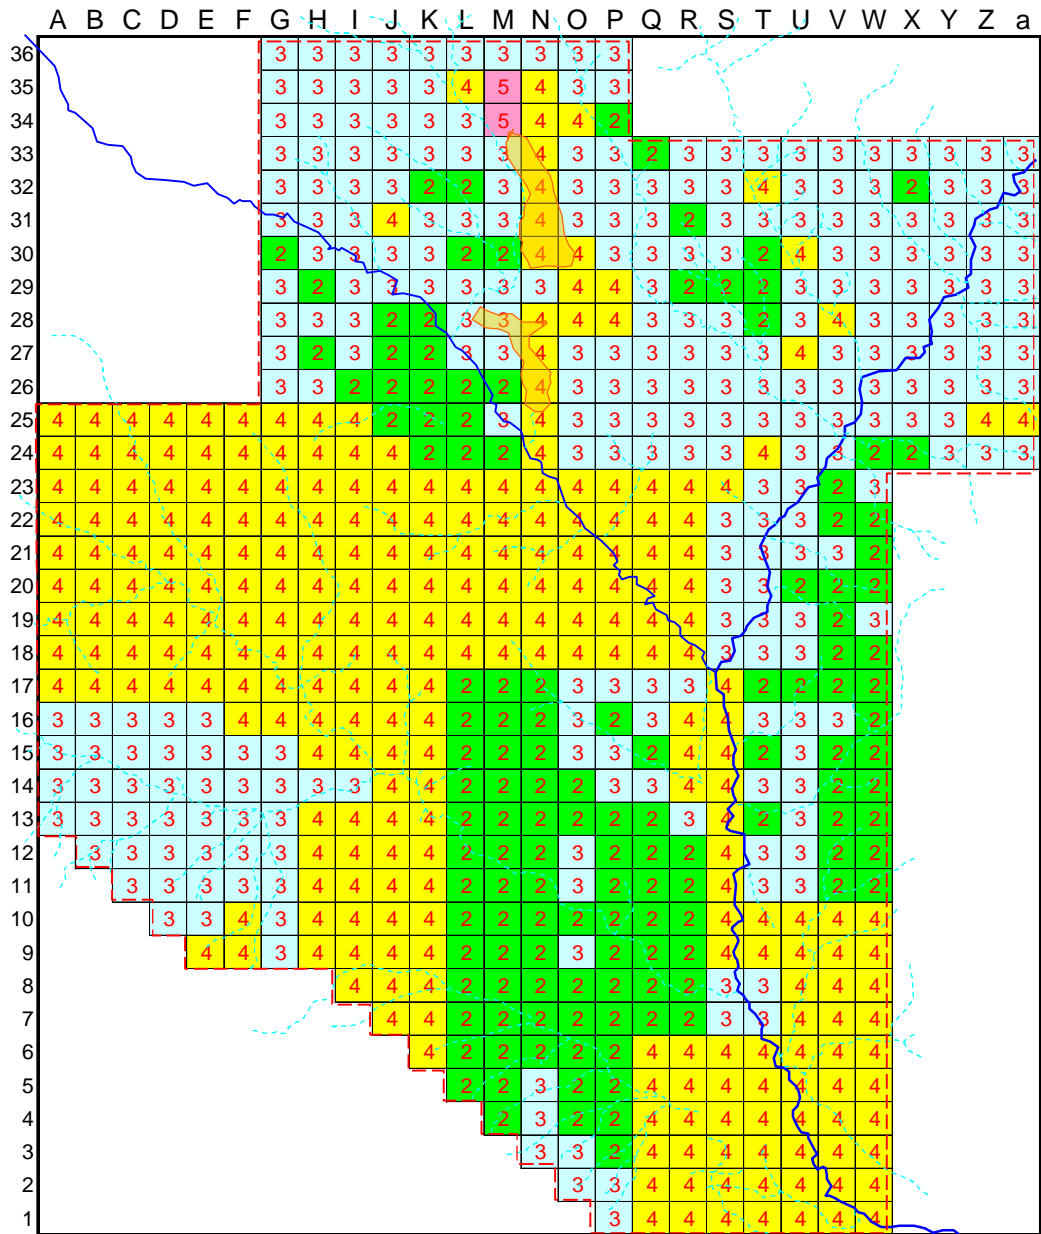 A B C D E F G H I J K L M N O P Q R S T U V W X Y Z a
36 3 3 3 3 3 3 3 3 3 3
35 3 3 3 3 3 4 5 4 3 3
34 3 3 3 3 3 3 5 4 4 2
33 3 3 3 3 3 3 3 4 3 3 2 3 3 3 3 3 3 3 3 3 3
32 3 3 3 3 2 2 3 4 3 3 3 3 3 4 3 3 3 2 3 3 3
31 3 3 3 4 3 3 3 4 3 3 3 2 3 3 3 3 3 3 3 3 3
30 2 3 3 3 3 2 2 4 4 3 3 3 3 2 4 3 3 3 3 3 3
29 3 2 3 3 3 3 3 3 4 4 3 2 2 2 3 3 3 3 3 3 3
28 3 3 3 2 2 3 3 4 4 4 3 3 3 2 3 4 3 3 3 3 3
27 3 2 3 2 2 3 3 4 3 3 3 3 3 3 4 3 3 3 3 3 3
26 3 3 2 2 2 2 2 4 3 3 3 3 3 3 3 3 3 3 3 3 3
25 4 4 4 4 4 4 4 4 4 2 2 2 3 4 3 3 3 3 3 3 3 3 3 3 3 4 4
24 4 4 4 4 4 4 4 4 4 4 2 2 2 4 3 3 3 3 3 4 3 3 2 2 3 3 3
23 4 4 4 4 4 4 4 4 4 4 4 4 4 4 4 4 4 4 4 3 3 2 3
22 4 4 4 4 4 4 4 4 4 4 4 4 4 4 4 4 4 4 3 3 3 2 2
21 4 4 4 4 4 4 4 4 4 4 4 4 4 4 4 4 4 4 3 3 3 3 2
20 4 4 4 4 4 4 4 4 4 4 4 4 4 4 4 4 4 4 3 3 2 2 2
19 4 4 4 4 4 4 4 4 4 4 4 4 4 4 4 4 4 4 3 3 3 2 3
18 4 4 4 4 4 4 4 4 4 4 4 4 4 4 4 4 4 4 3 3 3 2 2
17 4 4 4 4 4 4 4 4 4 4 4 2 2 2 3 3 3 3 4 2 2 2 2
16 3 3 3 3 3 4 4 4 4 4 4 2 2 2 3 2 3 4 4 3 3 3 2
15 3 3 3 3 3 3 3 4 4 4 4 2 2 2 3 3 2 4 4 2 3 2 2
14 3 3 3 3 3 3 3 3 3 4 4 2 2 2 2 3 3 4 4 3 3 2 2
13 3 3 3 3 3 3 3 4 4 4 4 2 2 2 2 2 2 3 4 2 3 2 2
12 3 3 3 3 3 3 4 4 4 4 2 2 2 3 2 2 2 4 3 3 2 2
11 3 3 3 3 3 4 4 4 4 2 2 2 3 2 2 2 4 3 3 2 2
10 3 3 4 3 4 4 4 4 2 2 2 2 2 2 2 4 4 4 4 4
9 4 4 3 4 4 4 4 2 2 2 3 2 2 2 4 4 4 4 4
8 4 4 4 2 2 2 2 2 2 2 3 3 4 4 4
7 4 4 2 2 2 2 2 2 2 3 3 4 4 4
6 4 2 2 2 2 2 4 4 4 4 4 4 4
5 2 2 3 2 2 4 4 4 4 4 4 4
4 2 3 2 2 4 4 4 4 4 4 4
3 3 3 2 4 4 4 4 4 4 4
2 3 3 4 4 4 4 4 4 4
1 3 4 4 4 4 4 4 4